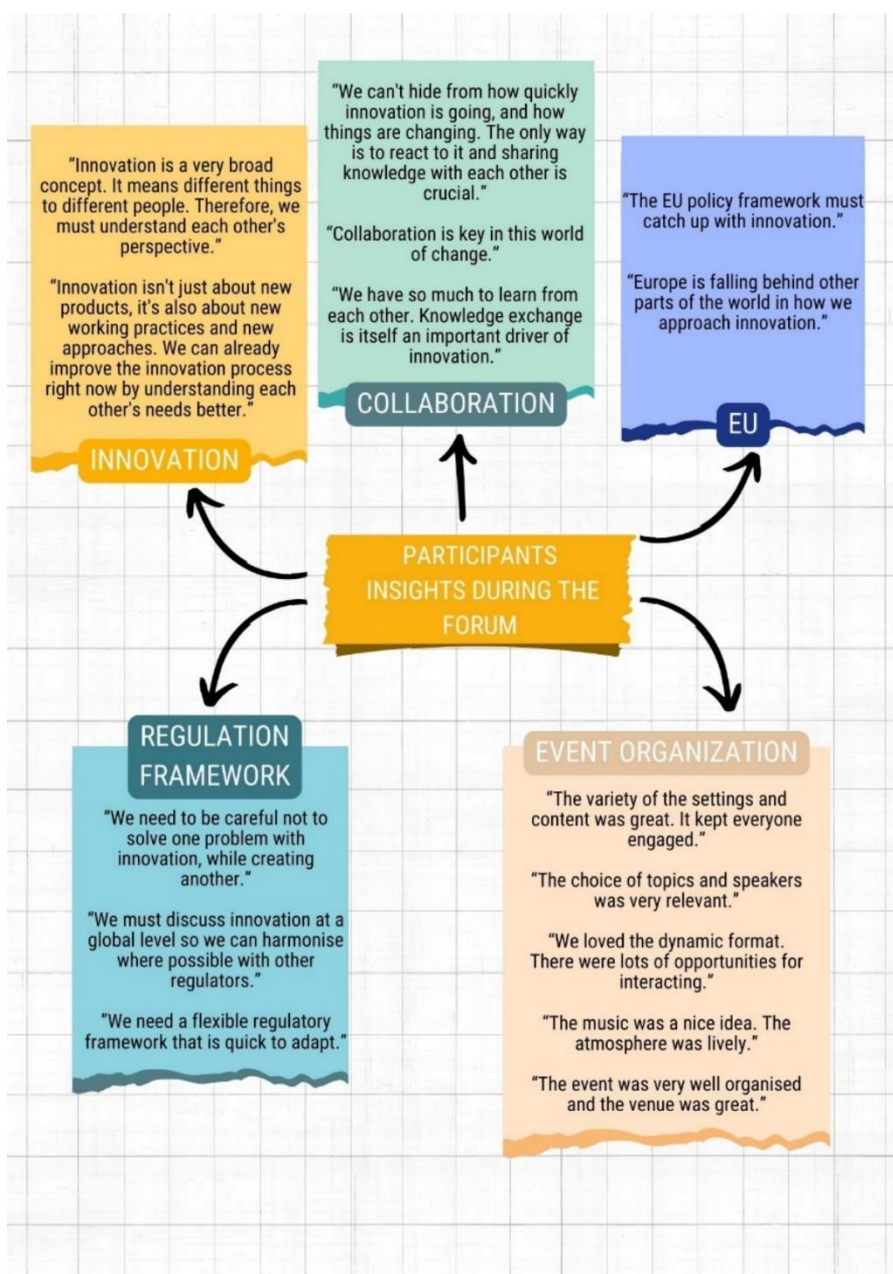 “Innovation is a very broad
concept. It means different things
to different people. Therefore, we
must understand each other's
perspective.”
“Innovation isn't just about new
products, it's also about new
working practices and new
approaches. We can already
improve the innovation process
right now by understanding each
other's needs better.”
INNOVATION
“We can't hide from how quickly
innovation is going, and how
things are changing. The only way
is to react to it and sharing
knowledge with each other is
crucial.”
“Collaboration is key in this world
of change.”
“We have so much to learn from
each other. Knowledge exchange
is itself an important driver of
innovation.”
COLLABORATION
“The EU policy framework must
catch up with innovation.”
“Europe is falling behind other
parts of the world in how we
approach innovation.”
EU
PARTICIPANTS
INSIGHTS DURING THE
FORUM
REGULATION
FRAMEWORK
“We need to be careful not to
solve one problem with
innovation, while creating
another.”
“We must discuss innovation at a
global level so we can harmonise
where possible with other
regulators.”
“We need a flexible regulatory
framework that is quick to adapt.”
EVENT ORGANIZATION
“The variety of the settings and
content was great. It kept everyone
engaged.”
“The choice of topics and speakers
was very relevant.”
“We loved the dynamic format.
There were lots of opportunities for
interacting.”
“The music was a nice idea. The
atmosphere was lively.”
“The event was very well organised
and the venue was great.”